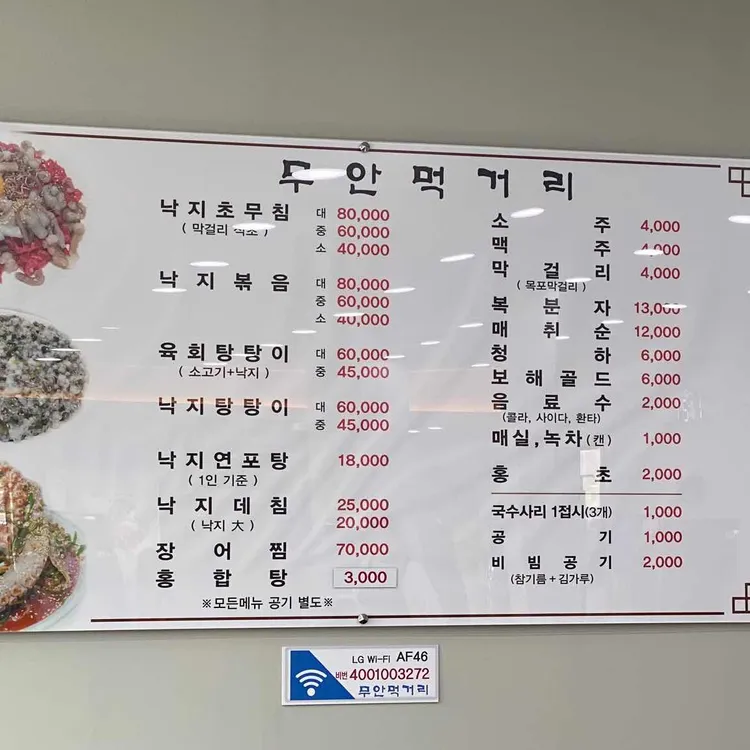 무안먹거리
낙지초무침 대 80,000
(막걸리 식초) 중 60,000
소 40,000
낙지볶음 대 80,000
중 60,000
소 40,000
육회탕탕이 대 60,000
(소고기+낙지) 중 45,000
낙지탕탕이 대 60,000
중 45,000
낙지연포탕 18,000
(1인 기준)
낙지데침 25,000
(낙지 大) 20,000
장어찜 70,000
홍합탕 3,000
※모든메뉴 공기 별도※
소주 4,000
맥주 4,000
막걸리 4,000
(목포막걸리)
복분자 13,000
매취순 12,000
청하 6,000
보해골드 6,000
음료수 2,000
(콜라, 사이다, 환타)
매실,녹차(캔) 1,000
홍초 2,000
국수사리 1접시(3개) 1,000
공기 1,000
비빔공기 2,000
(참기름+김가루)
LG Wi-Fi AF46
비번 4001003272
무안먹거리